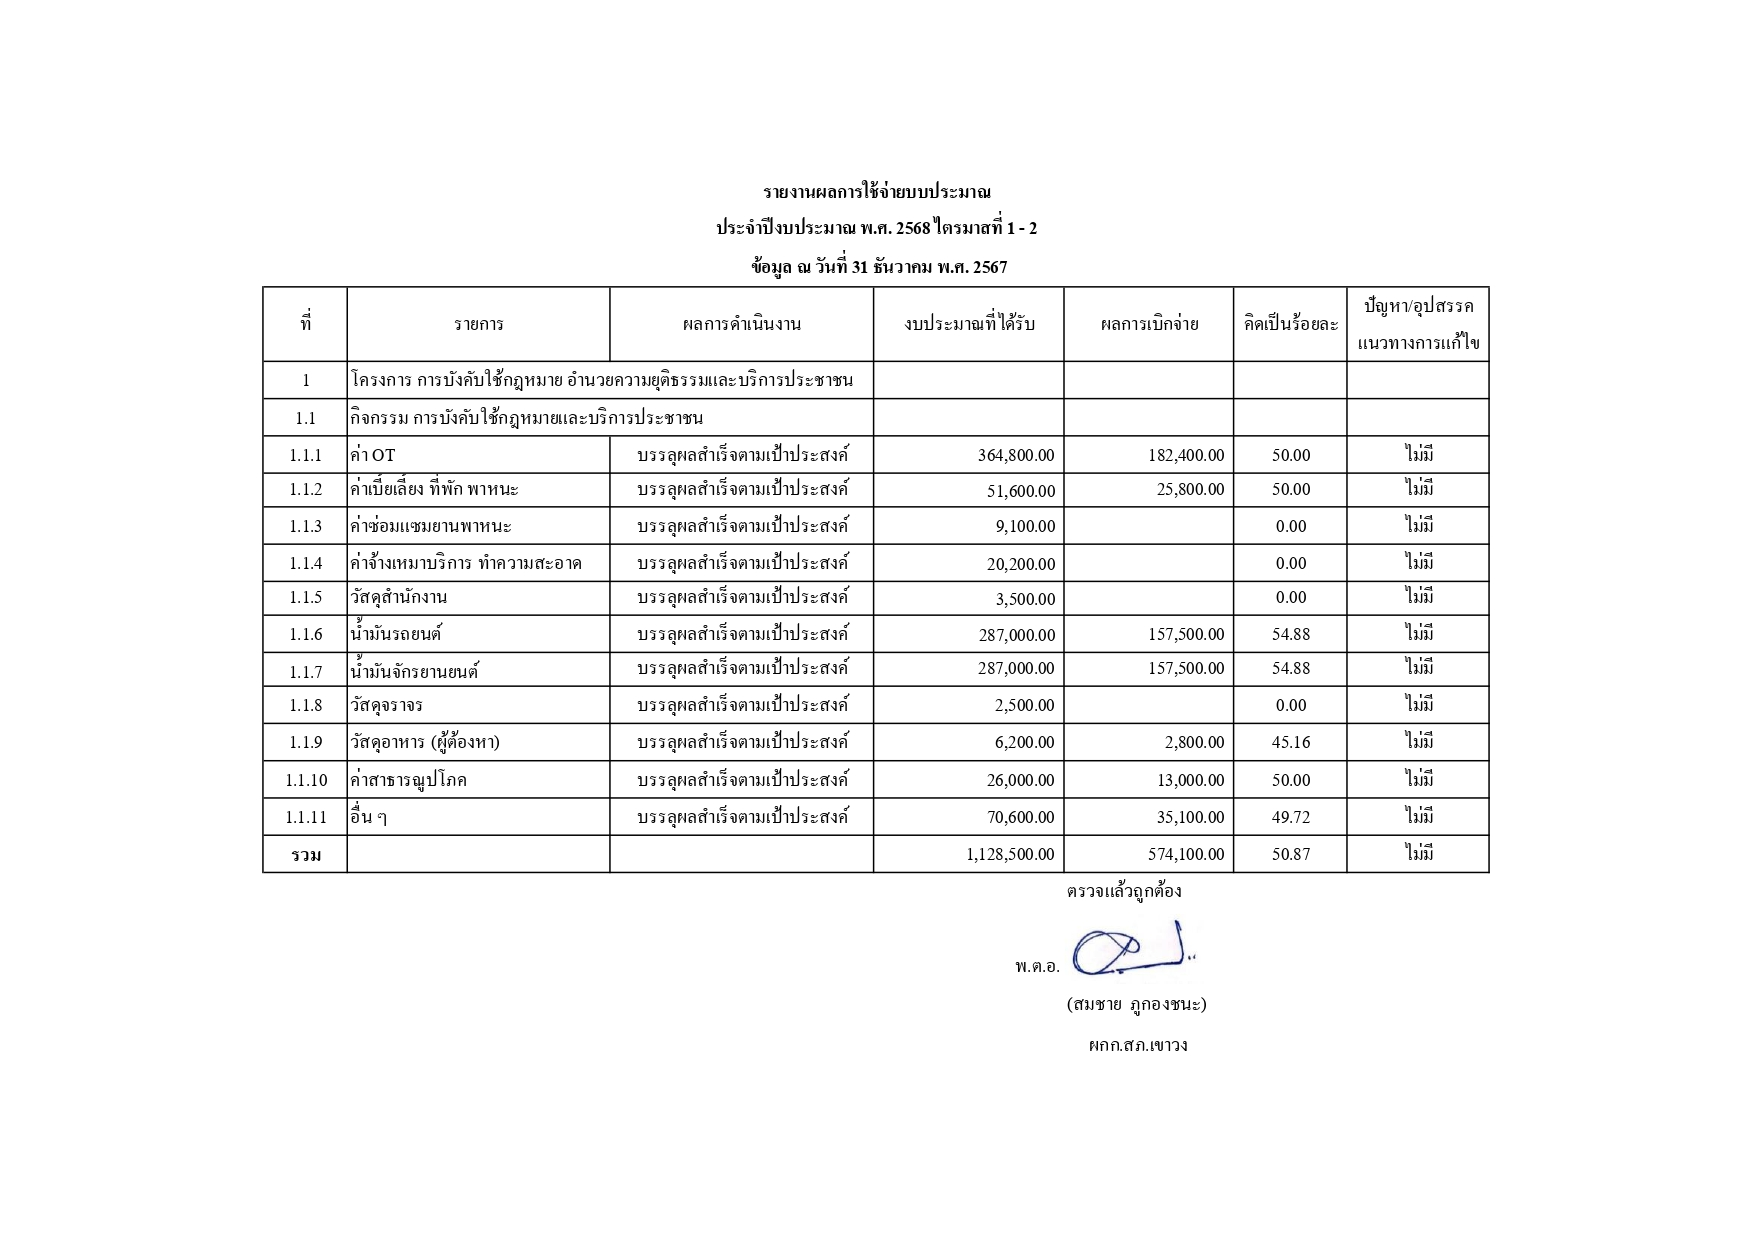 รายงานผลการใช้จ่ายบบประมาณ
ประจำปีงบประมาณ พ.ศ. 2568 ไตรมาสที่ 1 - 2
ข้อมูล ณ วันที่ 31 ธันวาคม พ.ศ. 2567
ที่ รายการ ผลการดำเนินงาน งบประมาณที่ได้รับ ผลการเบิกจ่าย คิดเป็นร้อยละ ปัญหา/อุปสรรค
แนวทางการแก้ไข
1 โครงการ การบังคับใช้กฎหมาย อำนวยความยุติธรรมและบริการประชาชน
1.1 กิจกรรม การบังคับใช้กฎหมายและบริการประชาชน
1.1.1 ค่า OT บรรลุผลสำเร็จตามเป้าประสงค์ 364,800.00 182,400.00 50.00 ไม่มี
1.1.2 ค่าเบี้ยเลี้ยง ที่พัก พาหนะ บรรลุผลสำเร็จตามเป้าประสงค์ 51,600.00 25,800.00 50.00 ไม่มี
1.1.3 ค่าซ่อมแซมยานพาหนะ บรรลุผลสำเร็จตามเป้าประสงค์ 9,100.00 0.00 ไม่มี
1.1.4 ค่าจ้างเหมาบริการ ทำความสะอาด บรรลุผลสำเร็จตามเป้าประสงค์ 20,200.00 0.00 ไม่มี
1.1.5 วัสดุสำนักงาน บรรลุผลสำเร็จตามเป้าประสงค์ 3,500.00 0.00 ไม่มี
1.1.6 น้ำมันรถยนต์ บรรลุผลสำเร็จตามเป้าประสงค์ 287,000.00 157,500.00 54.88 ไม่มี
1.1.7 น้ำมันจักรยานยนต์ บรรลุผลสำเร็จตามเป้าประสงค์ 287,000.00 157,500.00 54.88 ไม่มี
1.1.8 วัสดุจราจร บรรลุผลสำเร็จตามเป้าประสงค์ 2,500.00 0.00 ไม่มี
1.1.9 วัสดุอาหาร (ผู้ต้องหา) บรรลุผลสำเร็จตามเป้าประสงค์ 6,200.00 2,800.00 45.16 ไม่มี
1.1.10 ค่าสาธารณูปโภค บรรลุผลสำเร็จตามเป้าประสงค์ 26,000.00 13,000.00 50.00 ไม่มี
1.1.11 อื่น ๆ บรรลุผลสำเร็จตามเป้าประสงค์ 70,600.00 35,100.00 49.72 ไม่มี
รวม 1,128,500.00 574,100.00 50.87 ไม่มี
ตรวจแล้วถูกต้อง
พ.ต.อ.
(สมชาย ภูกองชนะ)
ผกก.สภ.เขาวง